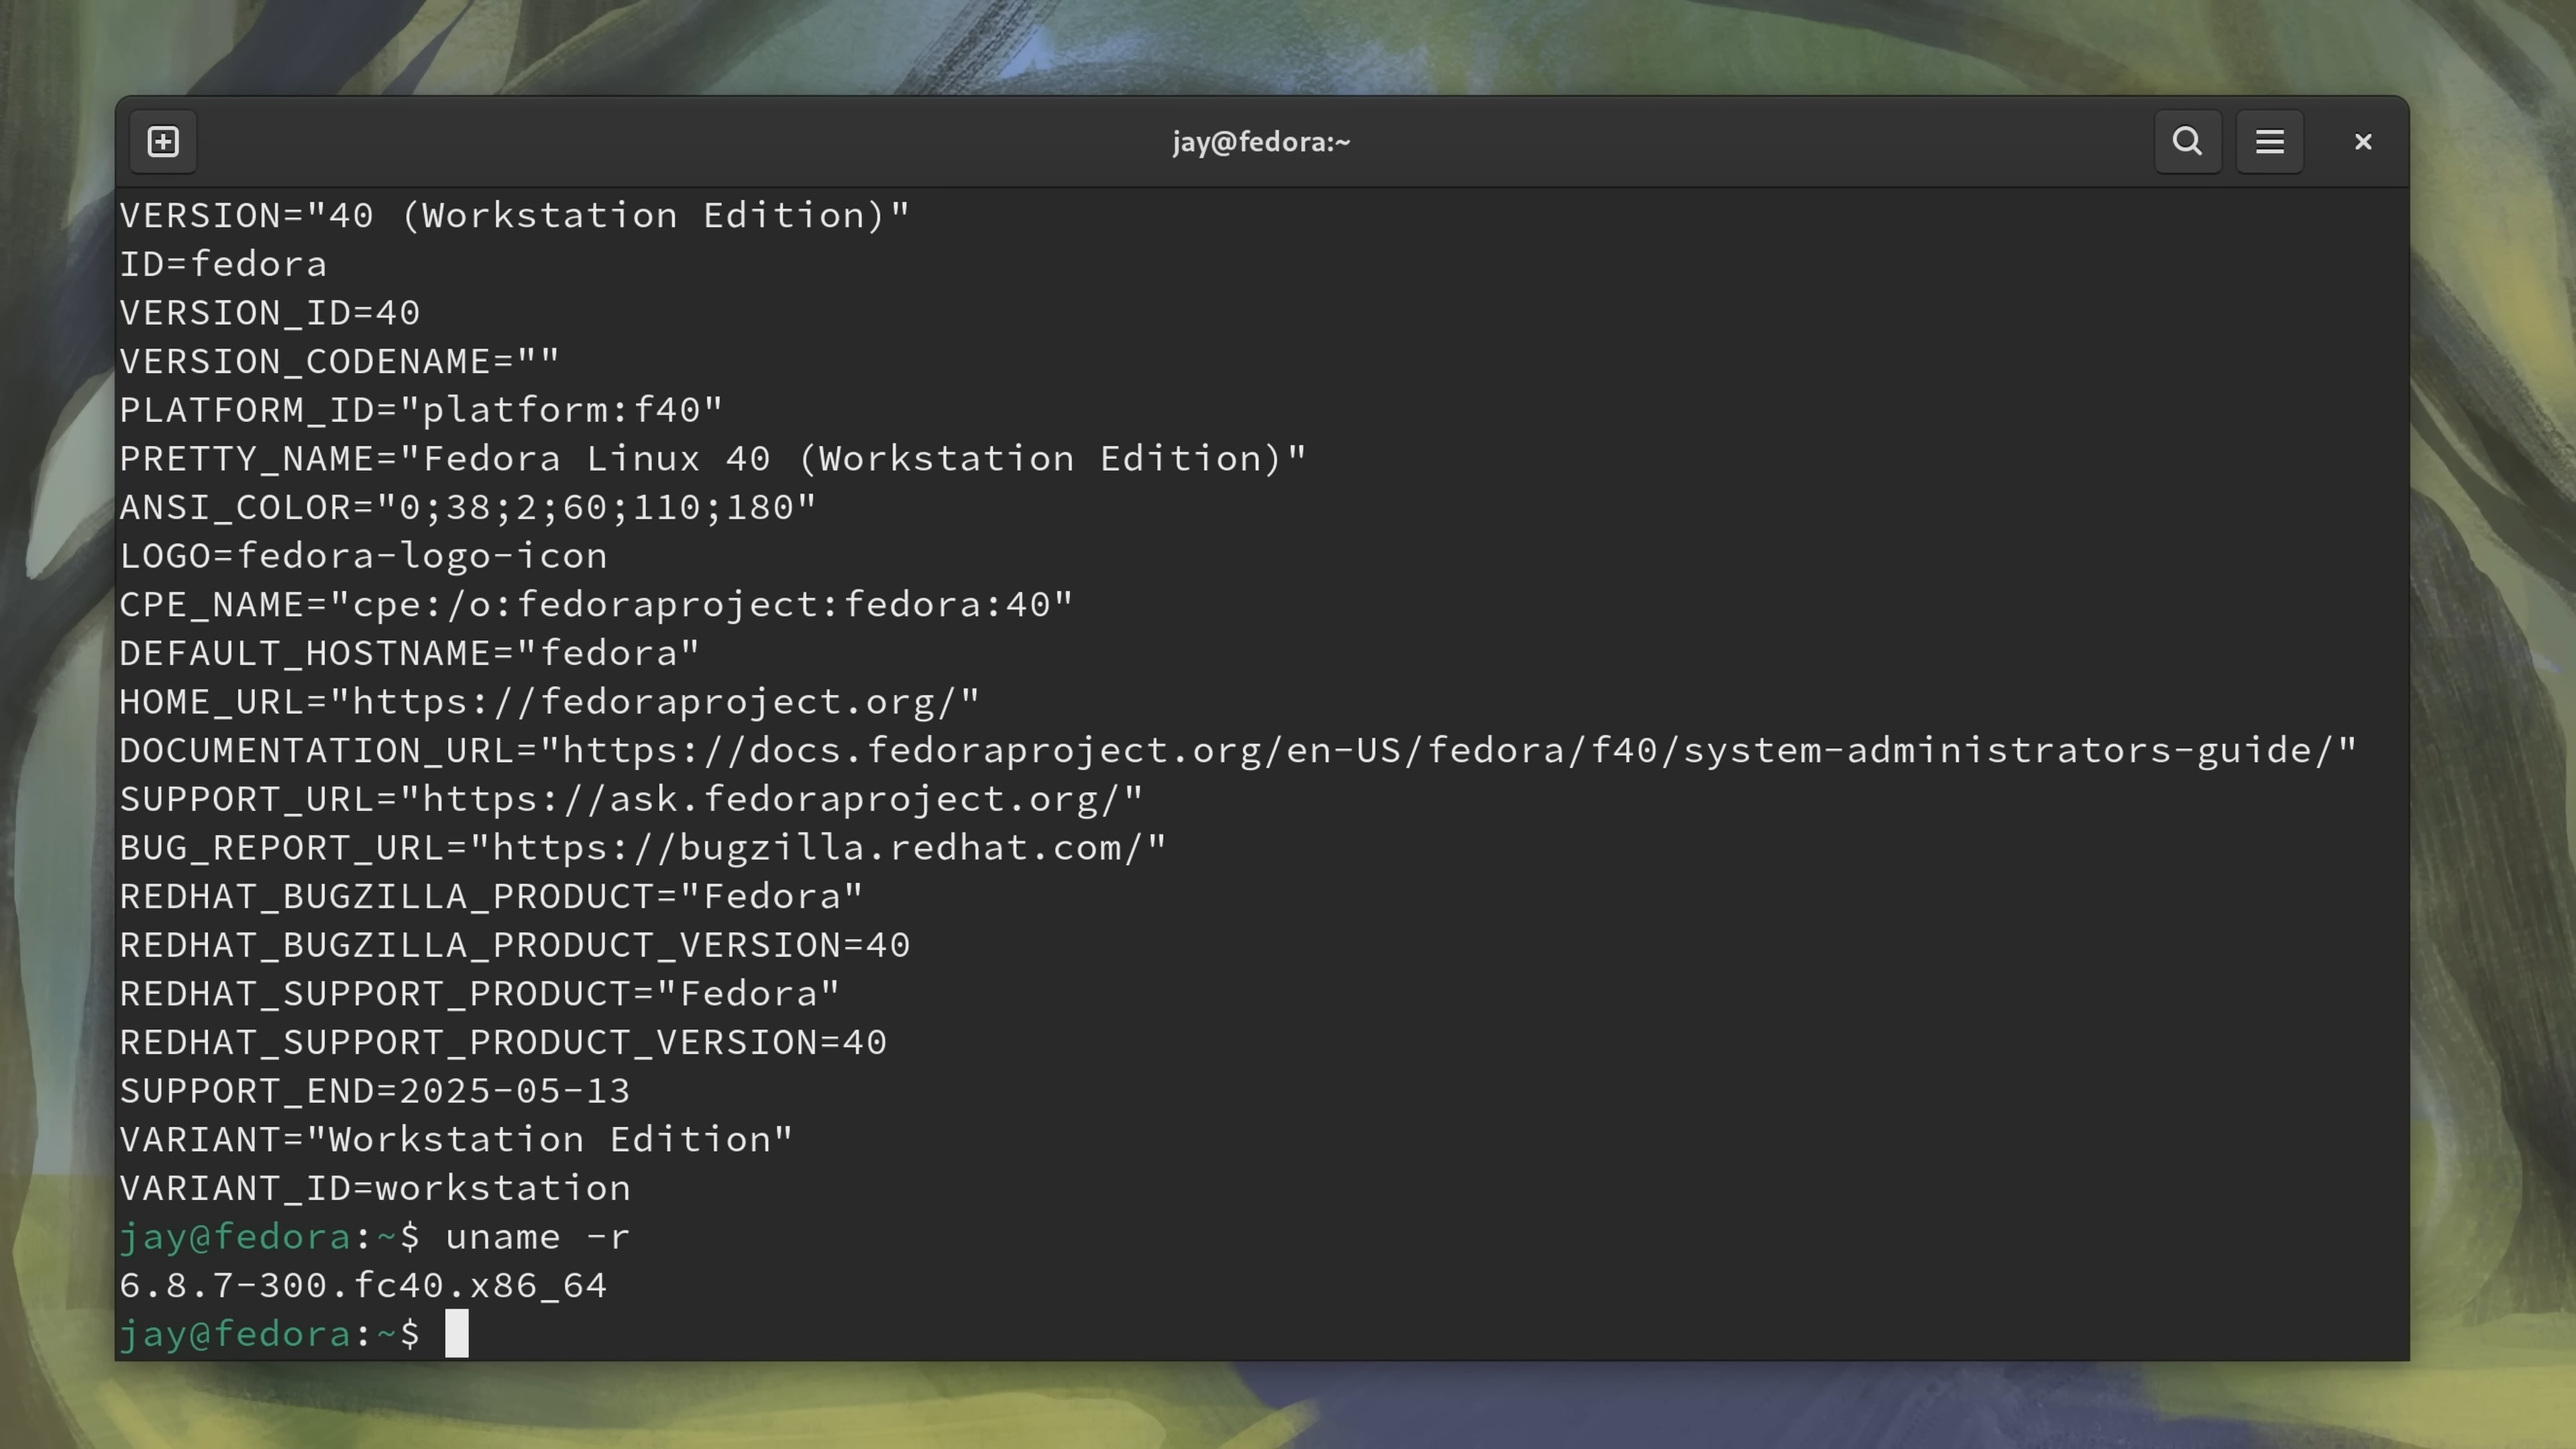 jay@fedora:~
VERSION="40 (Workstation Edition)"
ID=fedora
VERSION_ID=40
VERSION_CODENAME=""
PLATFORM_ID="platform:f40"
PRETTY_NAME="Fedora Linux 40 (Workstation Edition)"
ANSI_COLOR="0;38;2;60;110;180"
LOGO=fedora-logo-icon
CPE_NAME="cpe:/o:fedoraproject:fedora:40"
DEFAULT_HOSTNAME="fedora"
HOME_URL="https://fedoraproject.org/"
DOCUMENTATION_URL="https://docs.fedoraproject.org/en-US/fedora/f40/system-administrators-guide/"
SUPPORT_URL="https://ask.fedoraproject.org/"
BUG_REPORT_URL="https://bugzilla.redhat.com/"
REDHAT_BUGZILLA_PRODUCT="Fedora"
REDHAT_BUGZILLA_PRODUCT_VERSION=40
REDHAT_SUPPORT_PRODUCT="Fedora"
REDHAT_SUPPORT_PRODUCT_VERSION=40
SUPPORT_END=2025-05-13
VARIANT="Workstation Edition"
VARIANT_ID=workstation
jay@fedora:~$ uname -r
6.8.7-300.fc40.x86_64
jay@fedora:~$